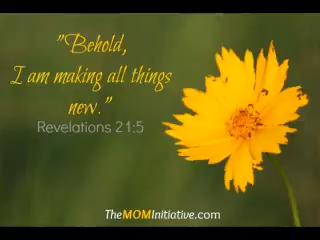 "Behold,
I am making all things
new."
Revelations 21:5
TheMOMInitiative.com